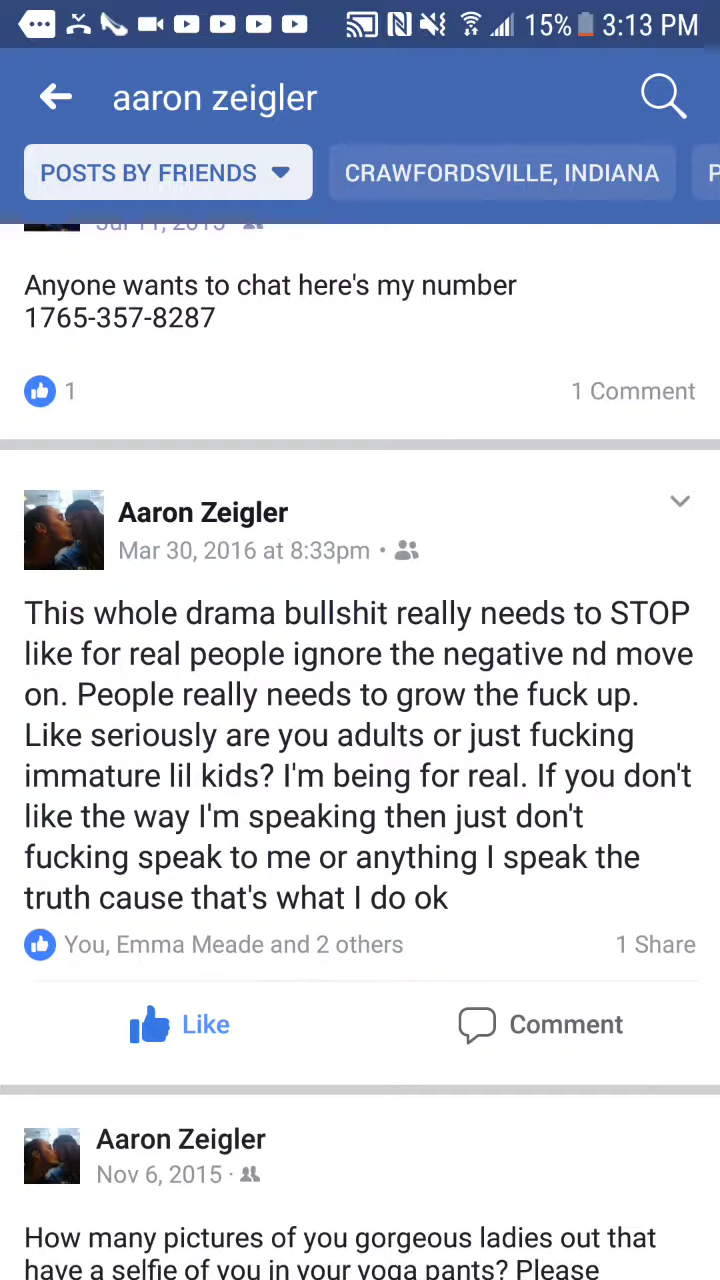 15% 3:13 PM
aaron zeigler
POSTS BY FRIENDS
CRAWFORDSVILLE, INDIANA
P
Jul 11, 2015
Anyone wants to chat here's my number
1765-357-8287
1
1 Comment
Aaron Zeigler
Mar 30, 2016 at 8:33pm •
This whole drama bullshit really needs to STOP
like for real people ignore the negative nd move
on. People really needs to grow the fuck up.
Like seriously are you adults or just fucking
immature lil kids? I'm being for real. If you don't
like the way I'm speaking then just don't
fucking speak to me or anything I speak the
truth cause that's what I do ok
You, Emma Meade and 2 others
1 Share
Like
Comment
Aaron Zeigler
Nov 6, 2015 ·
How many pictures of you gorgeous ladies out that
have a selfie of you in your yoga pants? Please